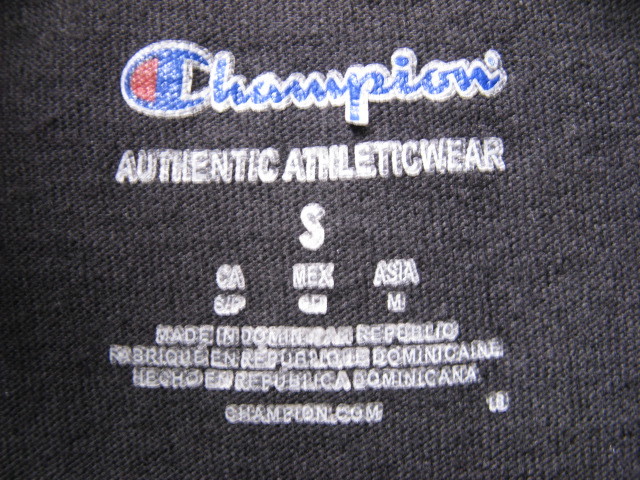 Champion
AUTHENTIC ATHLETICWEAR
S
CA MEX ASIA
S/P M
MADE IN DOMINICAN REPUBLIC
FABRIQUE EN REPUBLIQUE DOMINICAINE
HECHO EN REPUBLICA DOMINICANA
CHAMPION.COM